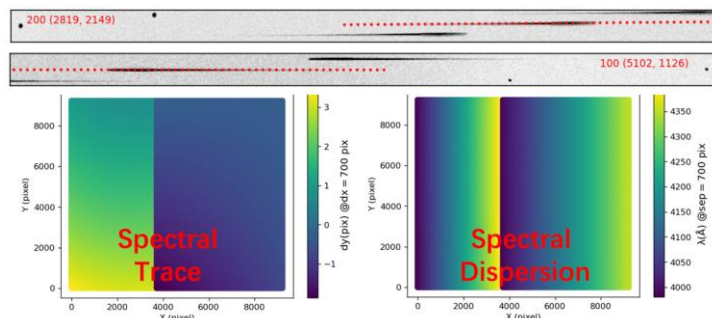 200 (2819, 2149)
100 (5102, 1126)
8000
6000
4000
2000
0
Y (pixel)
0 2000 4000 6000 8000
X (pixel)
Spectral
Trace
3
2
1
0
−1
dy(pix) @dx = 700 pix
8000
6000
4000
2000
0
Y (pixel)
0 2000 4000 6000 8000
X (pixel)
Spectral
Dispersion
4350
4300
4250
4200
4150
4100
4050
4000
λ(Å) @sep = 700 pix